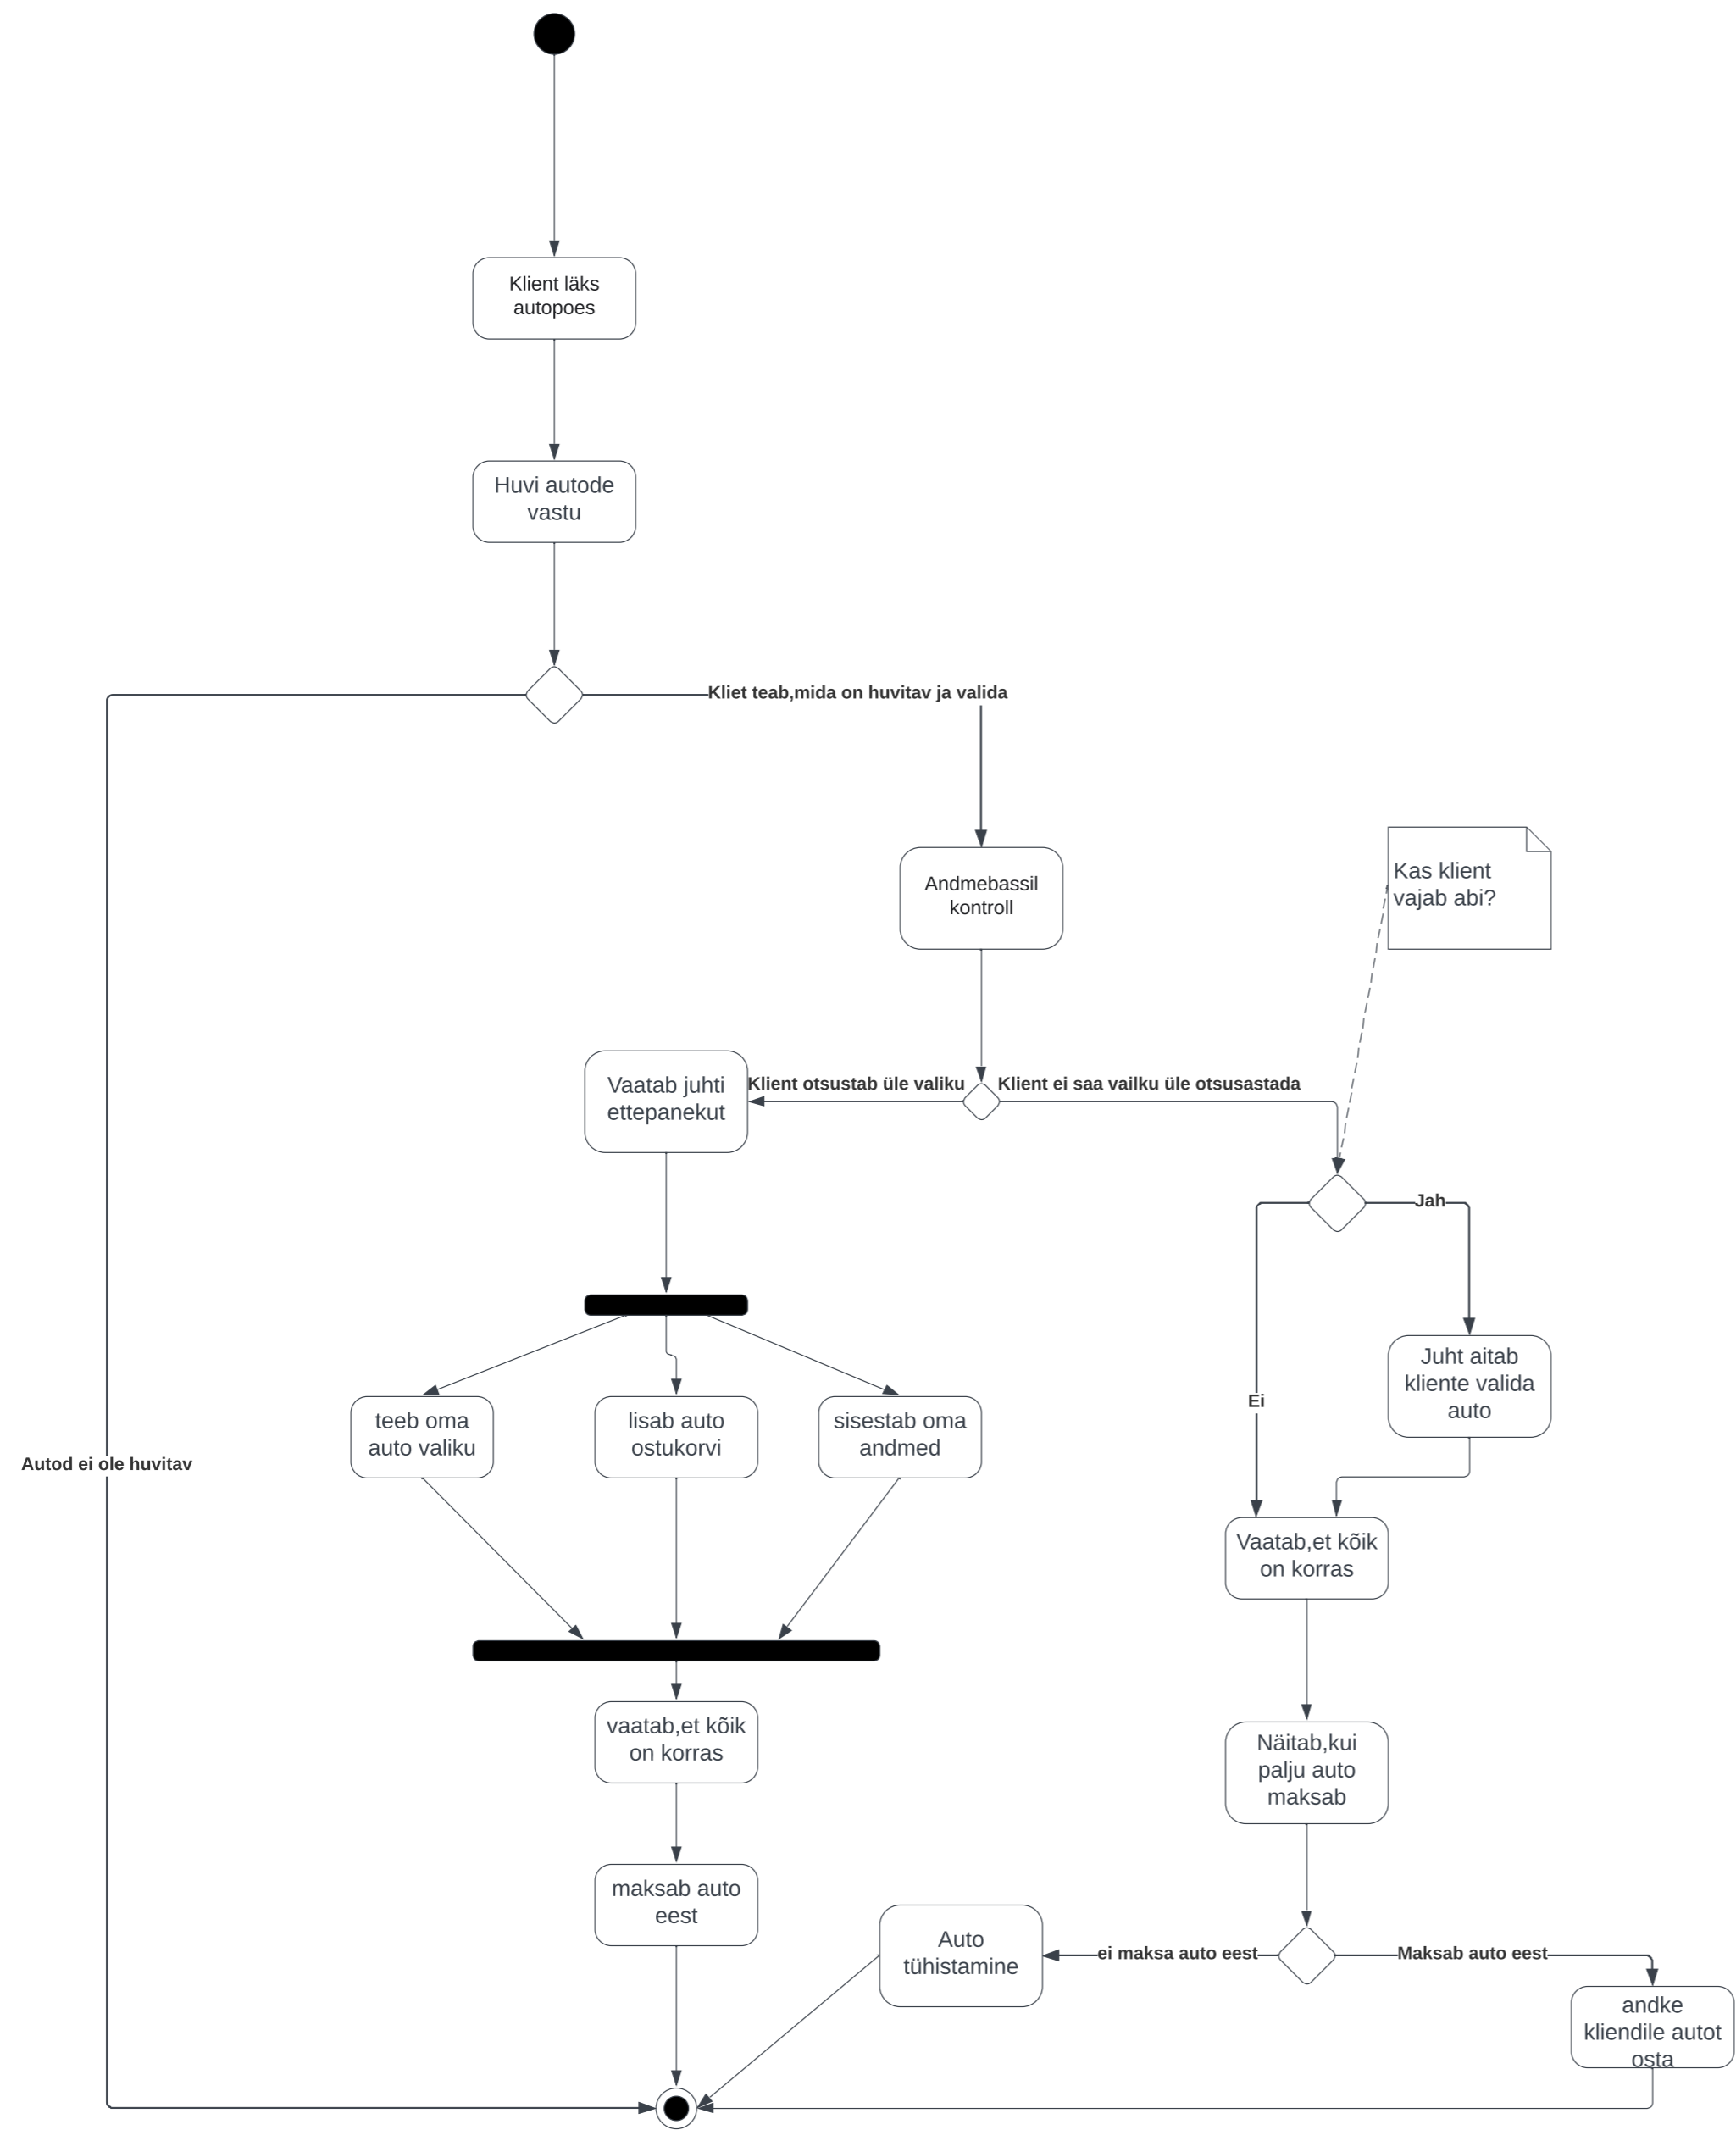 Klient läks
autopoes
Huvi autode
vastu
Kliet teab,mida on huvitav ja valida
Andmebassil
kontroll
Kas klient
vajab abi?
Vaatab juhti
ettepanekut
Klient otsustab üle valiku
Klient ei saa vailku üle otsusastada
Jah
Ei
Juht aitab
kliente valida
auto
teeb oma
auto valiku
lisab auto
ostukorvi
sisestab oma
andmed
Autod ei ole huvitav
Vaatab,et kõik
on korras
vaatab,et kõik
on korras
Näitab,kui
palju auto
maksab
maksab auto
eest
Auto
tühistamine
ei maksa auto eest
Maksab auto eest
andke
kliendile autot
osta